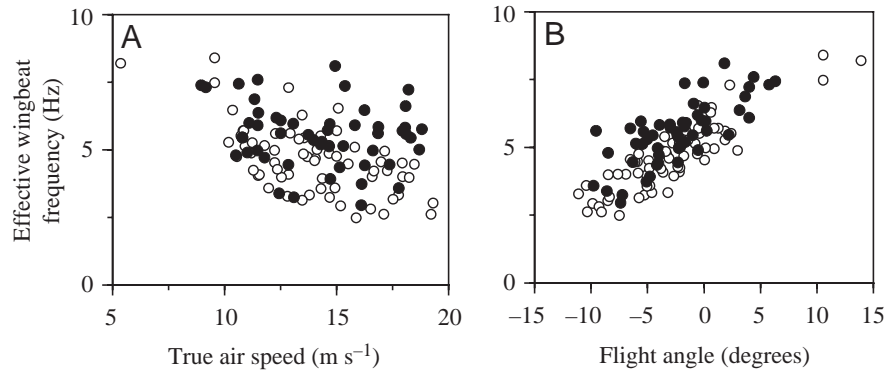 Effective wingbeat
frequency (Hz)
A
10
5
0
5
10
15
20
True air speed (m s–1)
B
10
5
0
–15
–10
–5
0
5
10
15
Flight angle (degrees)